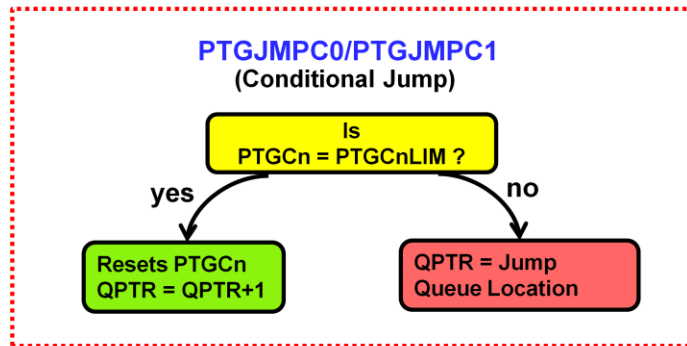 PTGJMPC0/PTGJMPC1
(Conditional Jump)
Is
PTGCn = PTGCnLIM ?
yes
no
Resets PTGCn
QPTR = QPTR+1
QPTR = Jump
Queue Location